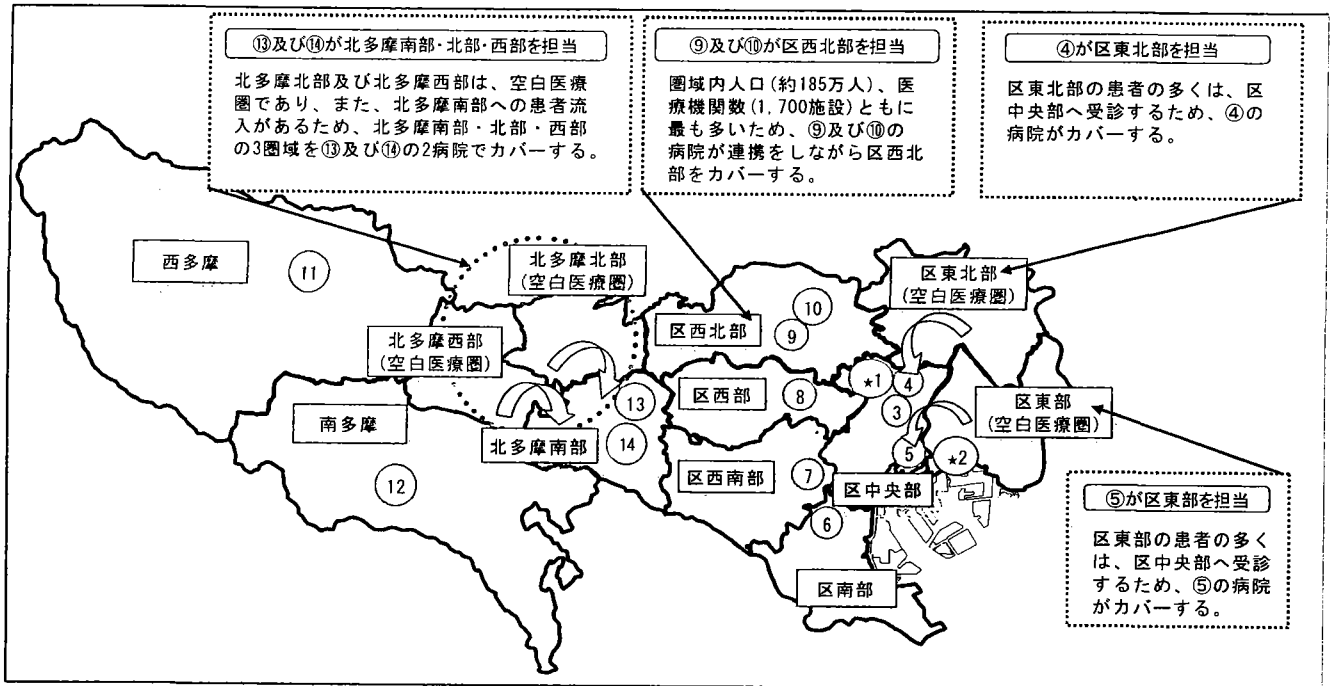 ⑬及び⑭が北多摩南部・北部・西部を担当
北多摩北部及び北多摩西部は、空白医療
圏であり、また、北多摩南部への患者流
入があるため、北多摩南部・北部・西部
の3圏域を⑬及び⑭の2病院でカバーする。
⑨及び⑩が区西北部を担当
圏域内人口(約185万人)、医
療機関数(1,700施設)ともに
最も多いため、⑨及び⑩の
病院が連携をしながら区西北
部をカバーする。
④が区東北部を担当
区東北部の患者の多くは、区
中央部へ受診するため、④の
病院がカバーする。
西多摩
11
北多摩北部
(空白医療圏)
北多摩西部
(空白医療圏)
南多摩
12
北多摩南部
13
14
区西北部
10
9
区西部
8
区西南部
7
6
区南部
区中央部
★1
4
3
5
★2
区東北部
(空白医療圏)
区東部
(空白医療圏)
⑤が区東部を担当
区東部の患者の多く
は、区中央部へ受診
するため、⑤の病院
がカバーする。